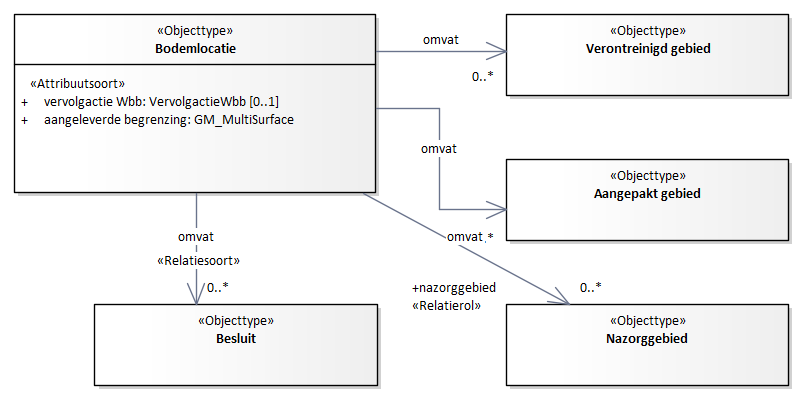 «Objecttype»
Bodemlocatie
«Attribuutsoort»
+ vervolgactie Wbb: VervolgactieWbb [0..1]
+ aangeleverde begrenzing: GM_MultiSurface
omvat
0..*
«Objecttype»
Verontreinigd gebied
omvat
«Objecttype»
Aangepakt gebied
omvat
«Relatiesoort»
0..*
omvat .*
+nazorggebied
«Relatierol»
0..*
«Objecttype»
Besluit
«Objecttype»
Nazorggebied